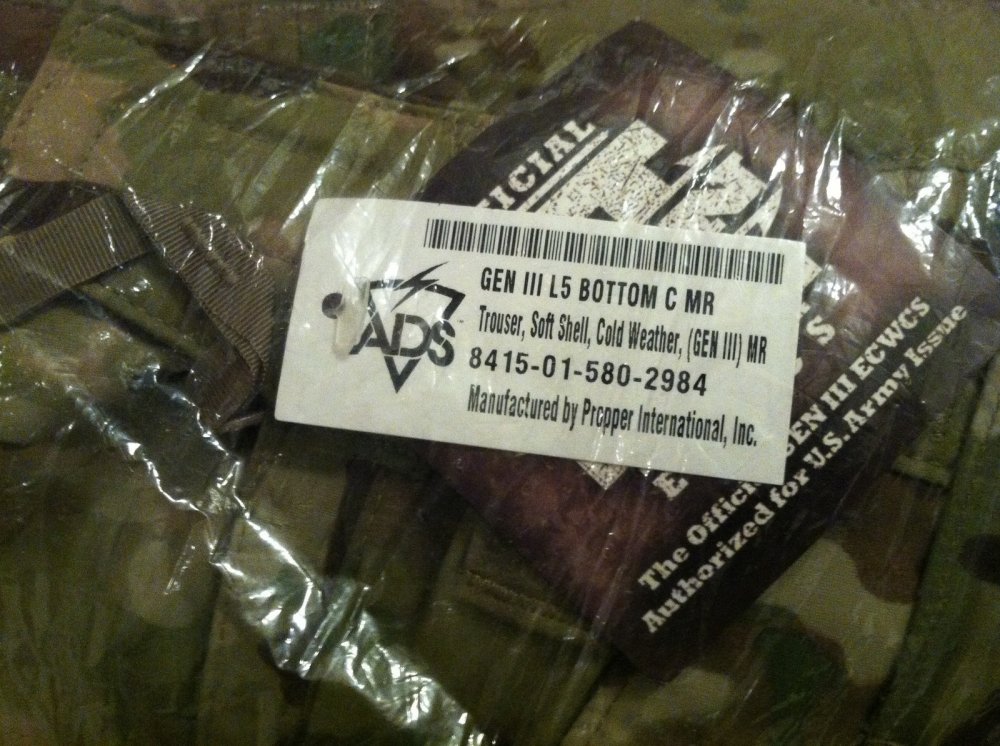 ADS
GEN III L5 BOTTOM C MR
Trouser, Soft Shell, Cold Weather, (GEN III) MR
8415-01-580-2984
Manufactured by Propper International, Inc.
The Official GEN III ECWCS
Authorized for U.S. Army Issue